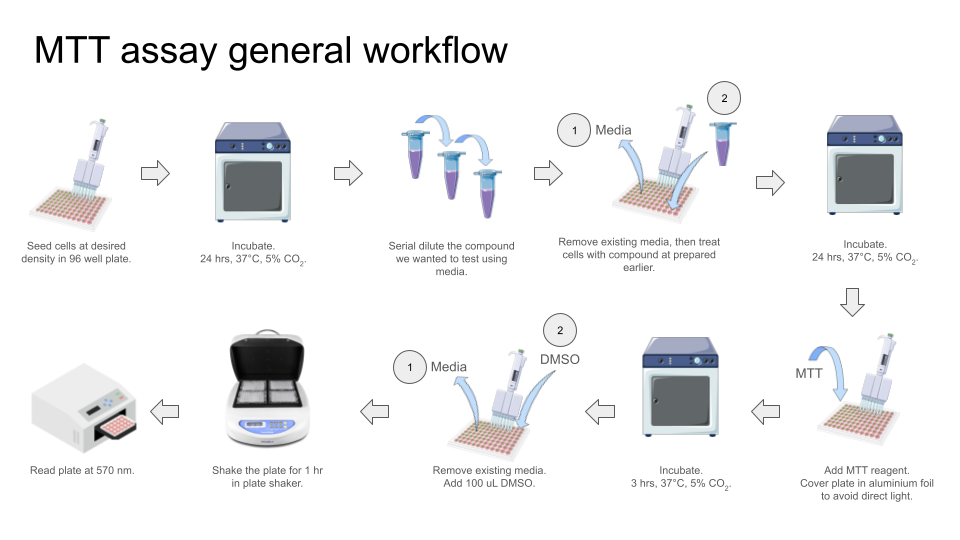 MTT assay general workflow
2
1
Media
Seed cells at desired
density in 96 well plate.
Incubate.
24 hrs, 37°C, 5% CO2.
Serial dilute the compound
we wanted to test using
media.
Remove existing media, then treat
cells with compound at prepared
earlier.
Incubate.
24 hrs, 37°C, 5% CO2.
MTT
Add MTT reagent.
Cover plate in aluminium foil
to avoid direct light.
Incubate.
3 hrs, 37°C, 5% CO2.
2
DMSO
1
Media
Remove existing media.
Add 100 uL DMSO.
Shake the plate for 1 hr
in plate shaker.
Read plate at 570 nm.